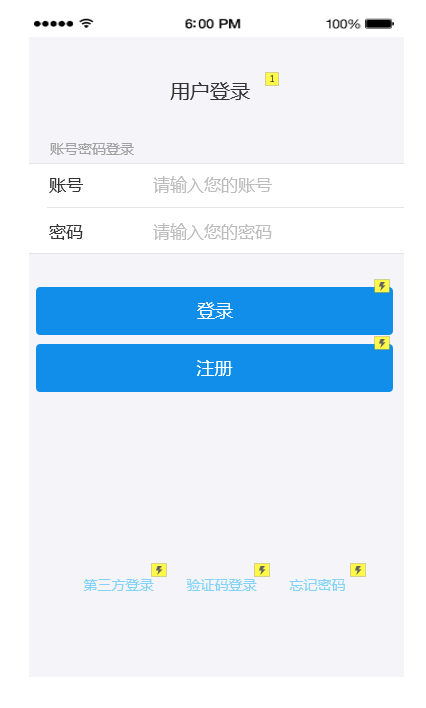 6:00 PM 100%
用户登录 1
账号密码登录
账号 请输入您的账号
密码 请输入您的密码
登录
注册
第三方登录 验证码登录 忘记密码